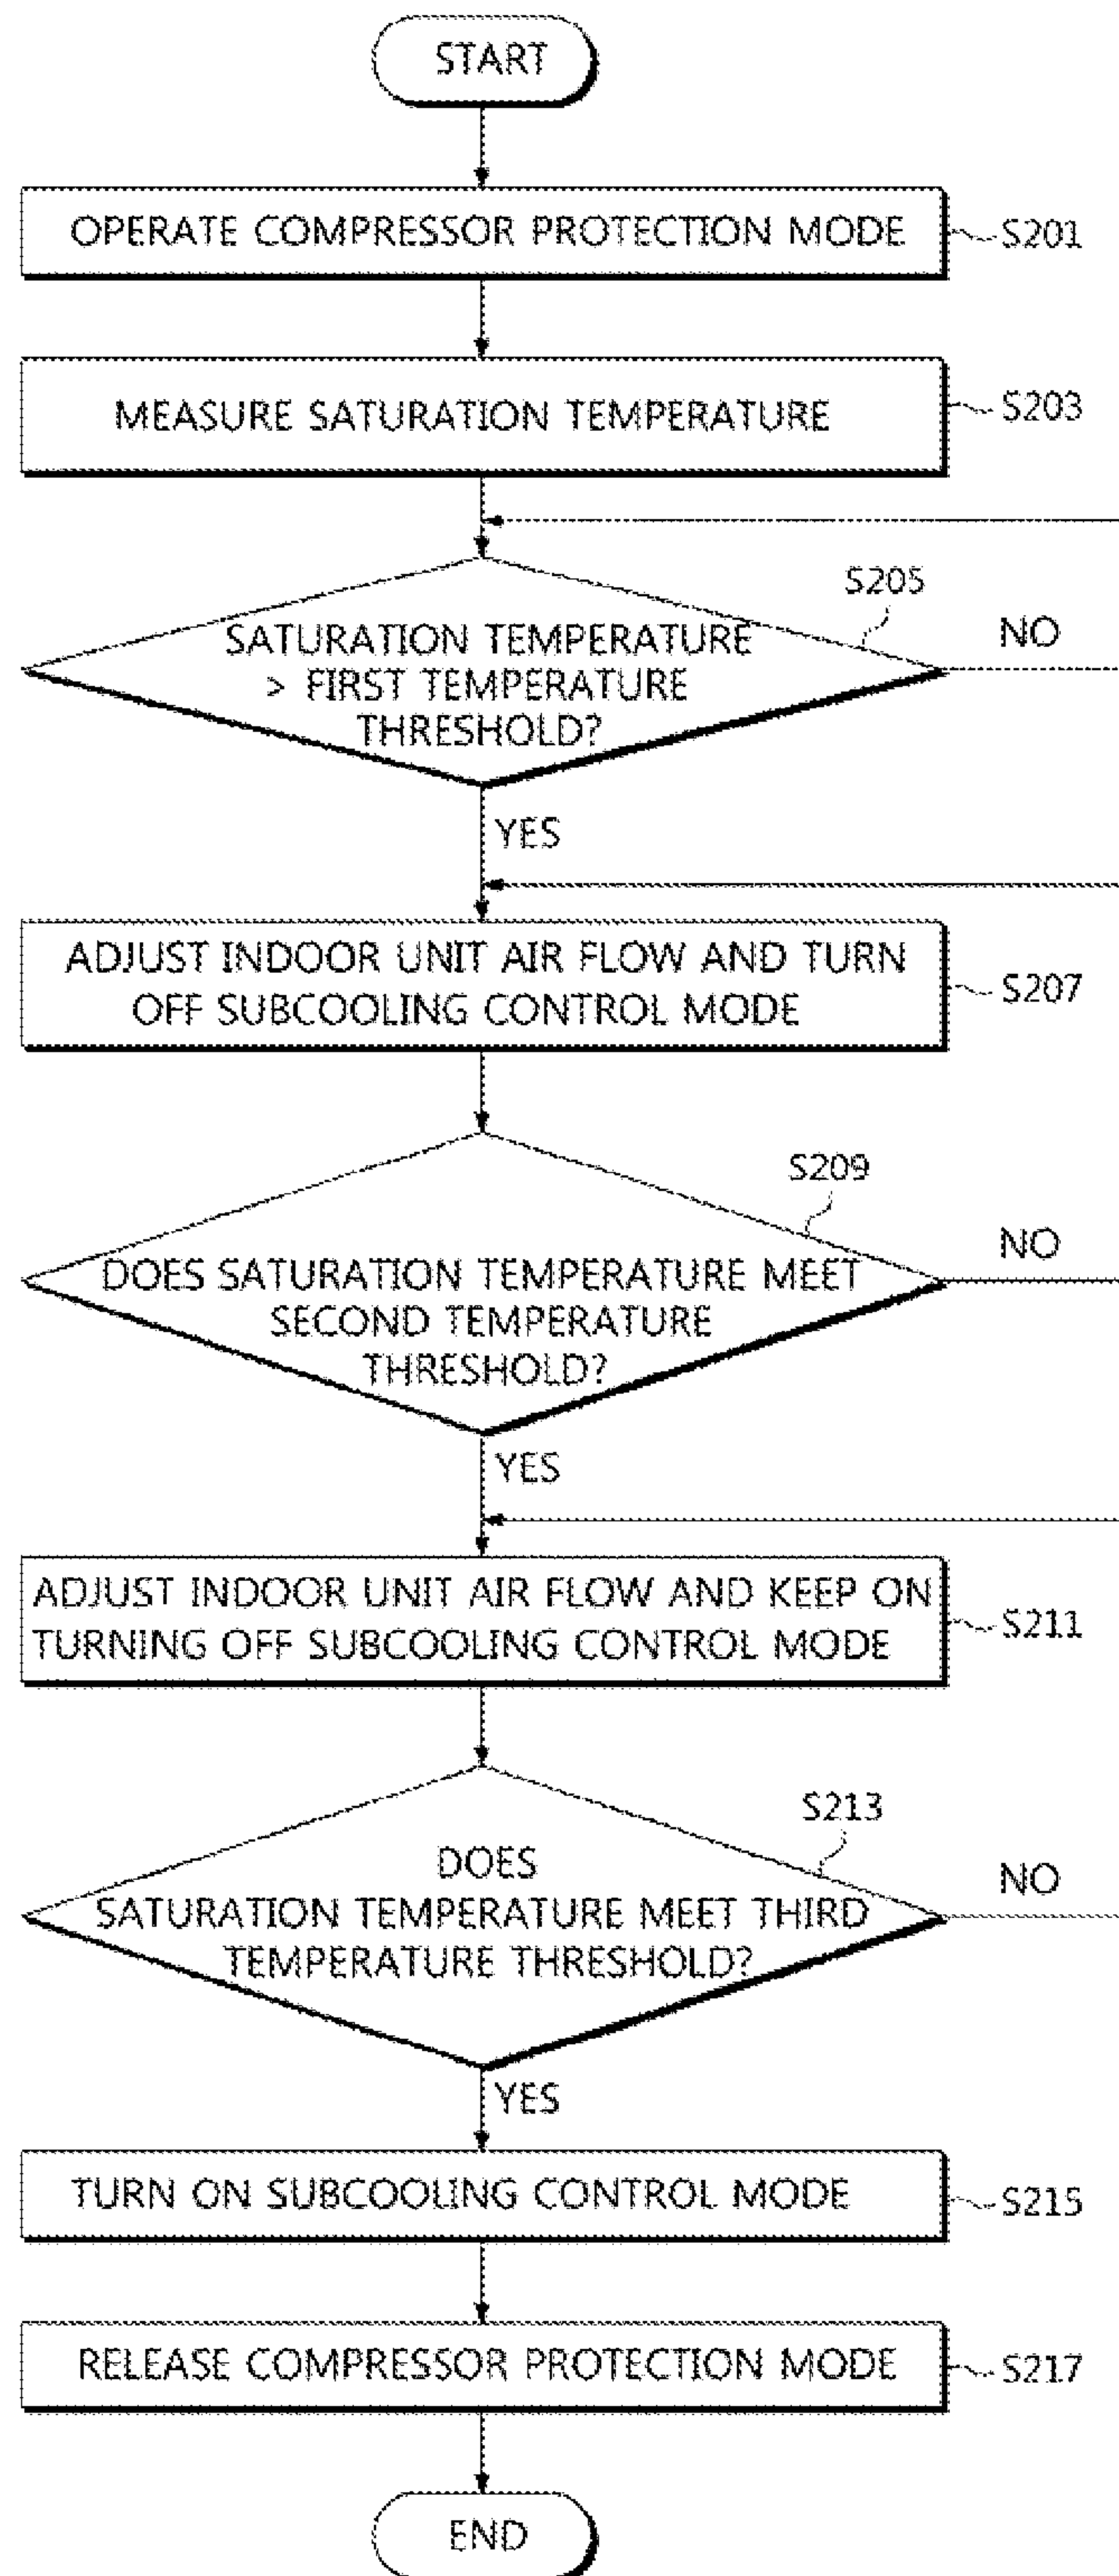 START
OPERATE COMPRESSOR PROTECTION MODE
S201
MEASURE SATURATION TEMPERATURE
S203
S205
SATURATION TEMPERATURE
> FIRST TEMPERATURE
THRESHOLD?
NO
YES
ADJUST INDOOR UNIT AIR FLOW AND TURN
OFF SUBCOOLING CONTROL MODE
S207
S209
DOES SATURATION TEMPERATURE MEET
SECOND TEMPERATURE
THRESHOLD?
NO
YES
ADJUST INDOOR UNIT AIR FLOW AND KEEP ON
TURNING OFF SUBCOOLING CONTROL MODE
S211
S213
DOES
SATURATION TEMPERATURE MEET THIRD
TEMPERATURE THRESHOLD?
NO
YES
TURN ON SUBCOOLING CONTROL MODE
S215
RELEASE COMPRESSOR PROTECTION MODE
S217
END